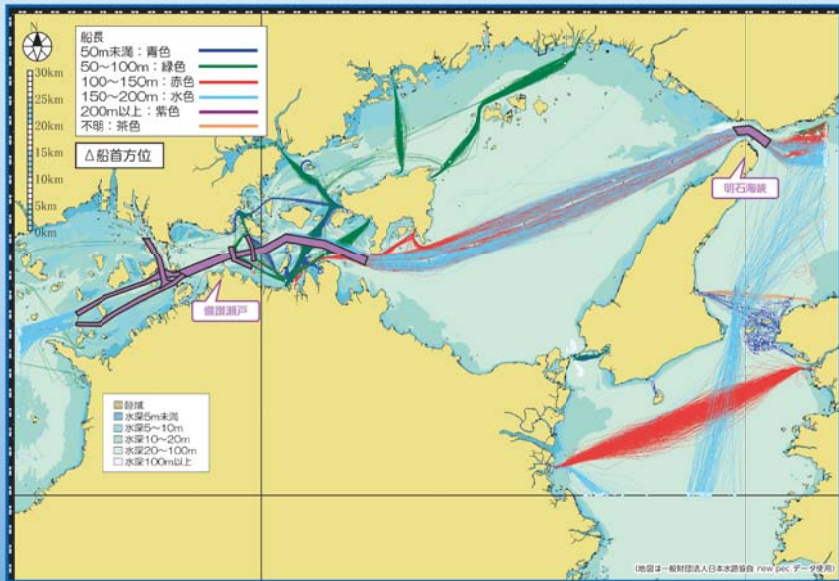 N
船長
50m未満：青色
50～100m：緑色
100～150m：赤色
150～200m：水色
200m以上：紫色
不明：茶色
△船首方位
30km
25km
20km
15km
10km
5km
0km
明石海峡
備讃瀬戸
陸域
水深5m未満
水深5～10m
水深10～20m
水深20～100m
水深100m以上
(地図は一般財団法人日本水路協会 new pec データ使用)